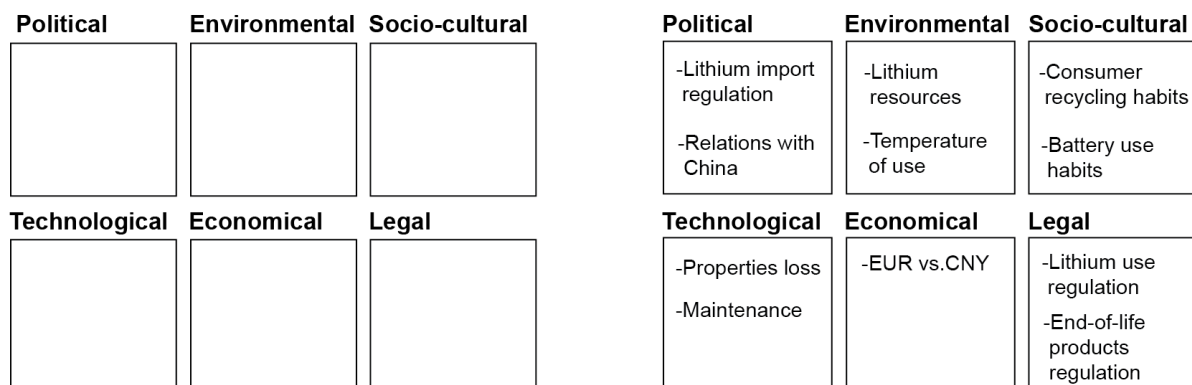 Political Environmental Socio-cultural
Technological Economical Legal
Political Environmental Socio-cultural
-Lithium import
regulation
-Relations with
China
-Lithium
resources
-Temperature
of use
-Consumer
recycling habits
-Battery use
habits
Technological Economical Legal
-Properties loss
-Maintenance
-EUR vs.CNY
-Lithium use
regulation
-End-of-life
products
regulation